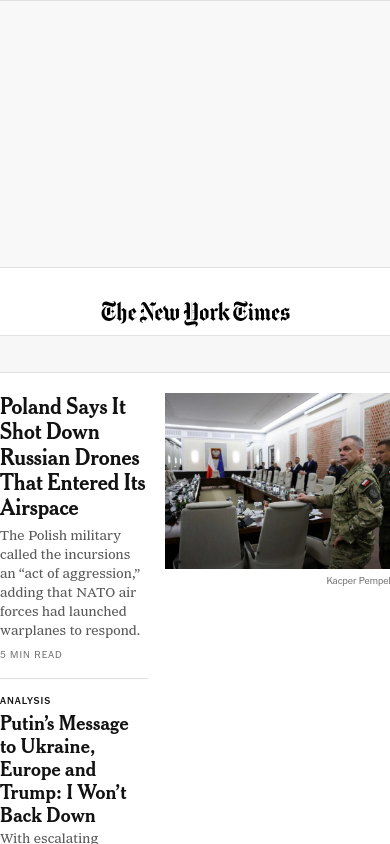 The New York Times
Poland Says It
Shot Down
Russian Drones
That Entered Its
Airspace
The Polish military
called the incursions
an “act of aggression,”
adding that NATO air
forces had launched
warplanes to respond.
5 MIN READ
Kacper Pempel
ANALYSIS
Putin’s Message
to Ukraine,
Europe and
Trump: I Won’t
Back Down
With escalating